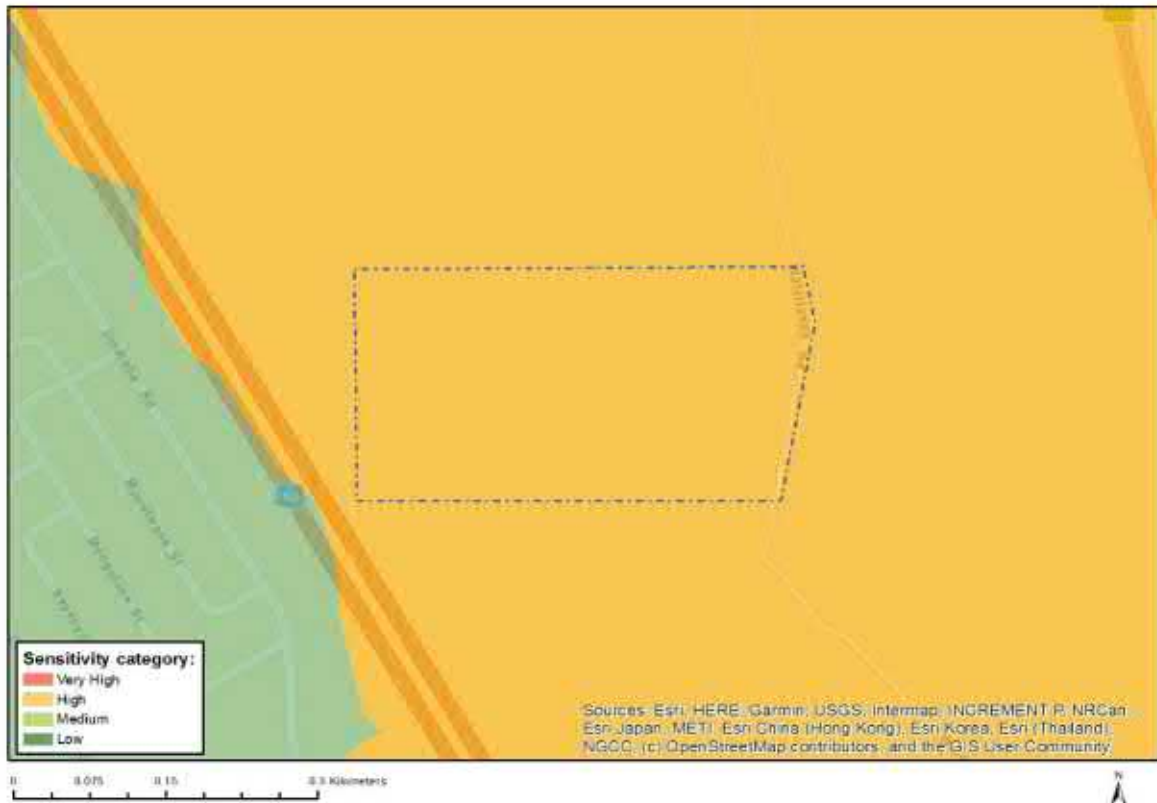 Sensitivity category:
Very High
High
Medium
Low
Sources: Esri, HERE, Garmin, USGS, Intermap, INCREMENT P, NRCan,
Esri Japan, METI, Esri China (Hong Kong), Esri Korea, Esri (Thailand),
NGCC, (c) OpenStreetMap contributors, and the GIS User Community
0 0.075 0.15 0.3 Kilometers
N